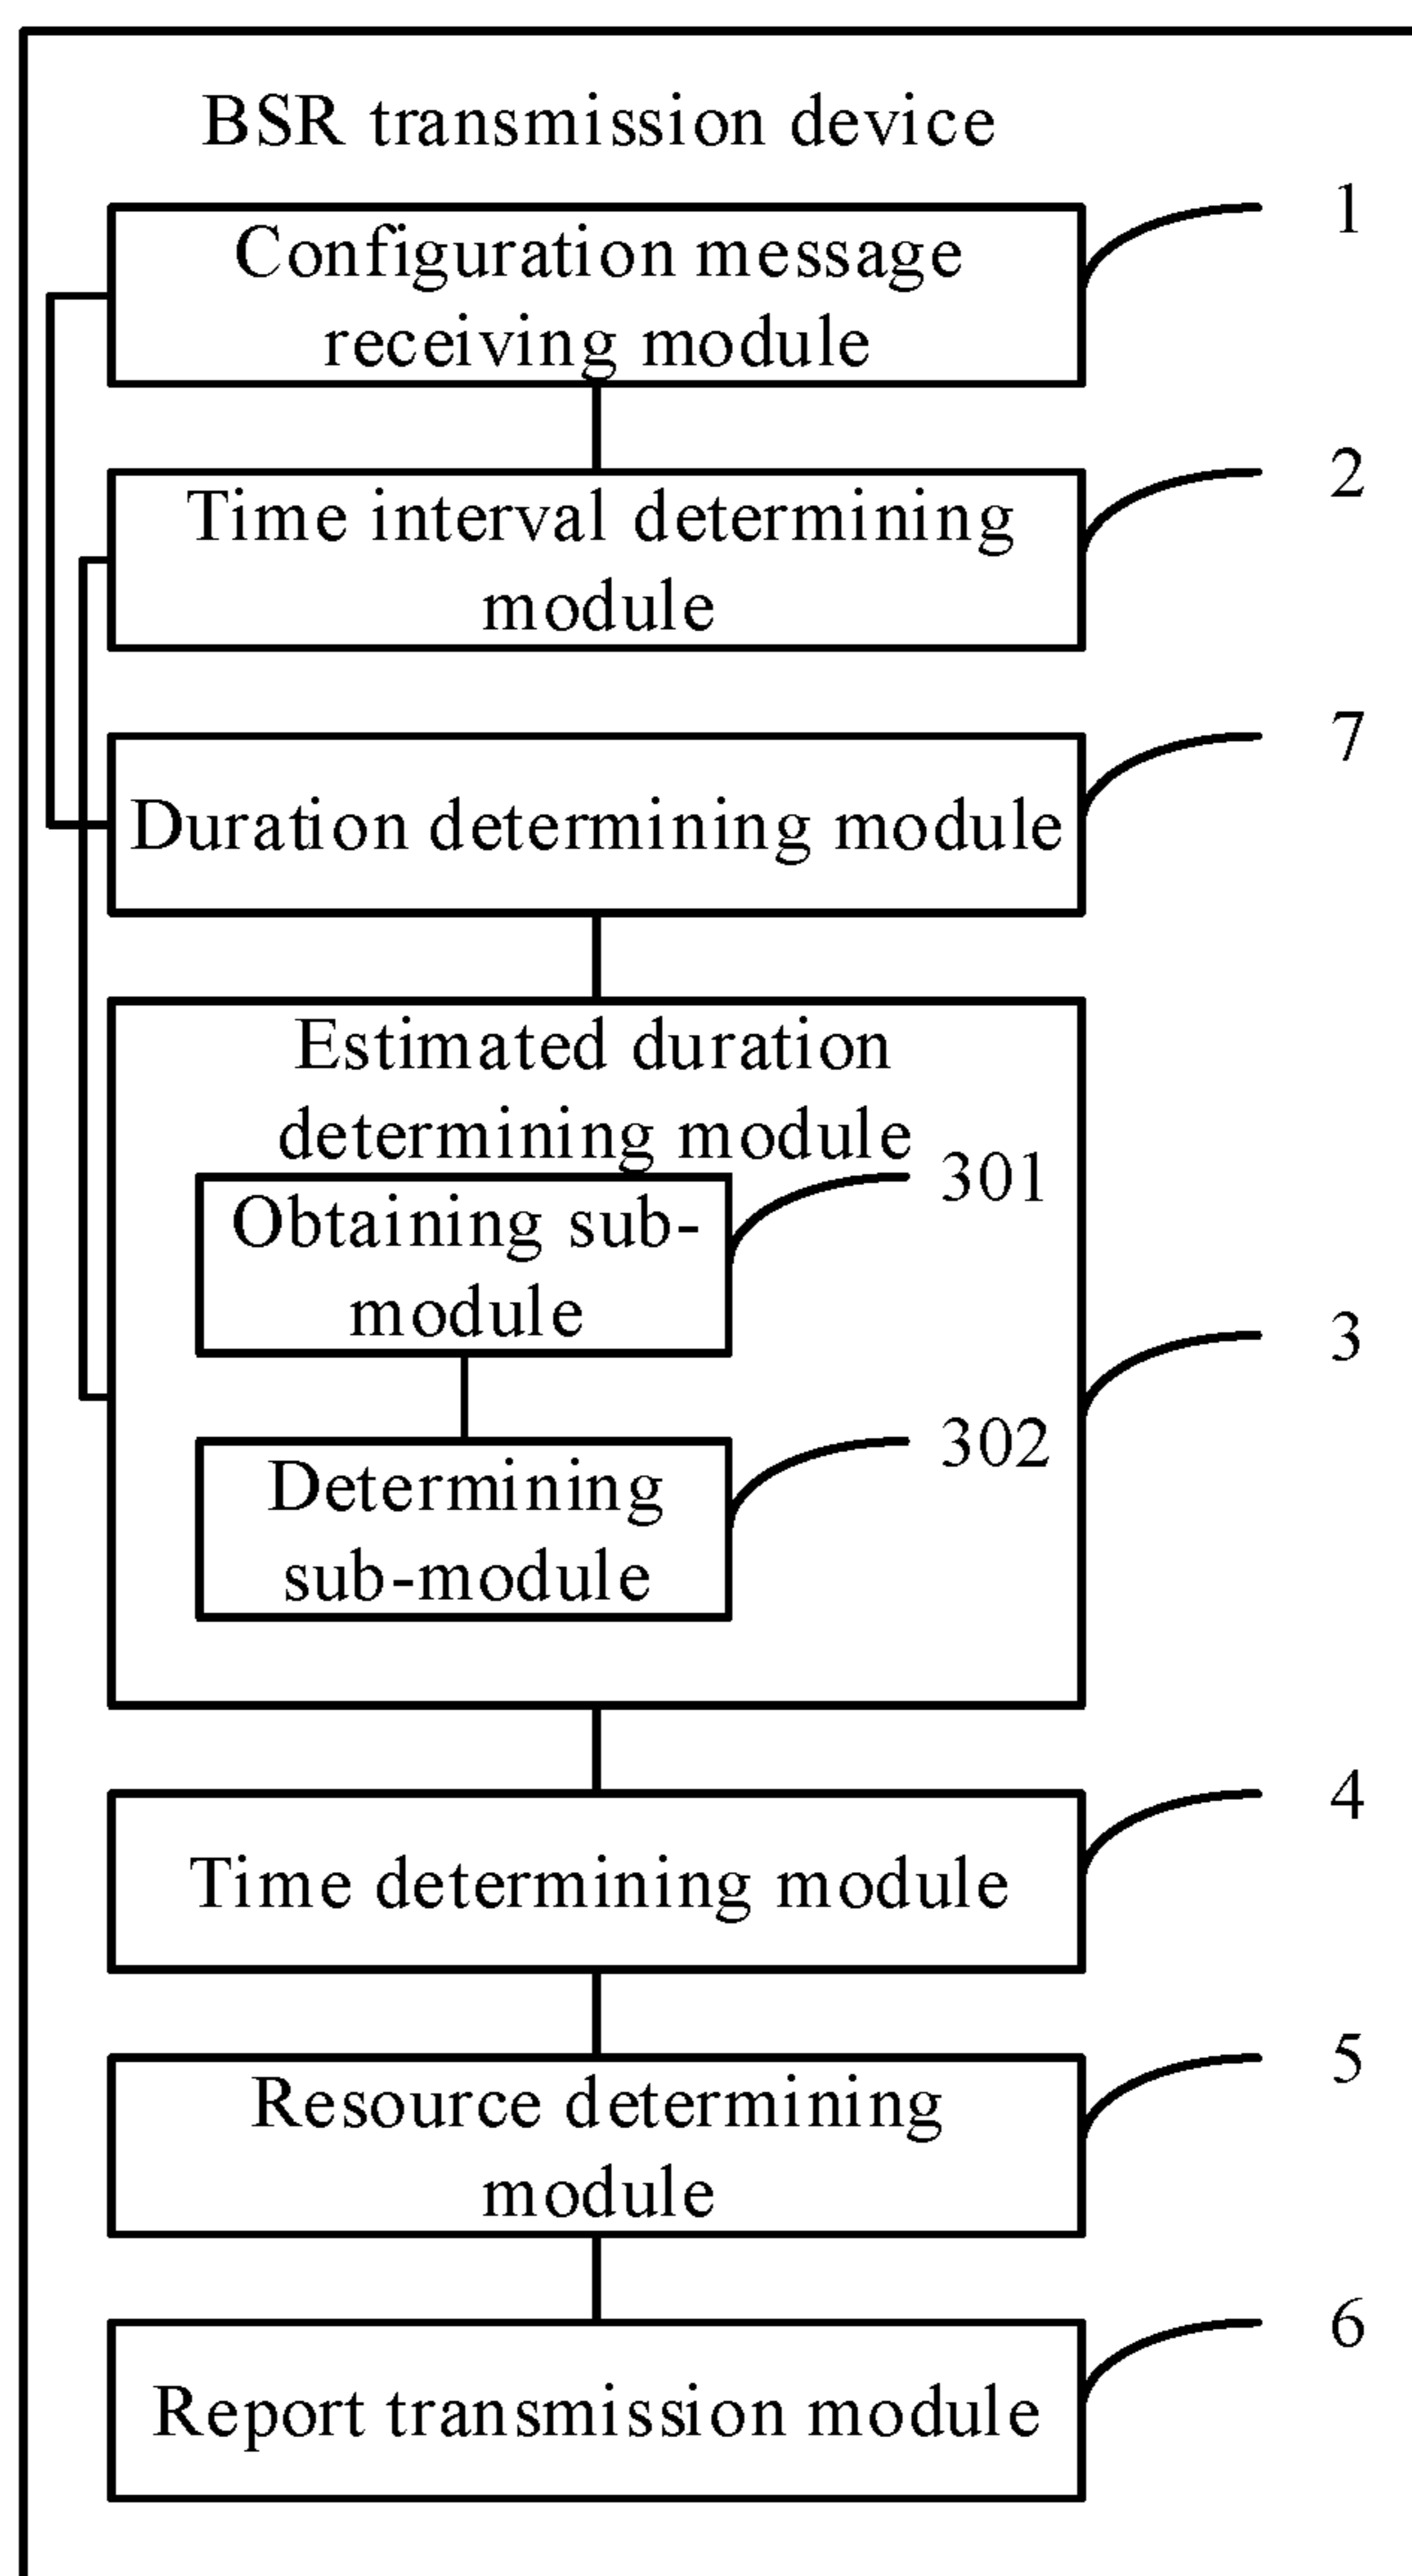 BSR transmission device
1
Configuration message
receiving module
2
Time interval determining
module
7
Duration determining module
Estimated duration
determining module
301
Obtaining sub-
module
3
302
Determining
sub-module
4
Time determining module
5
Resource determining
module
6
Report transmission module